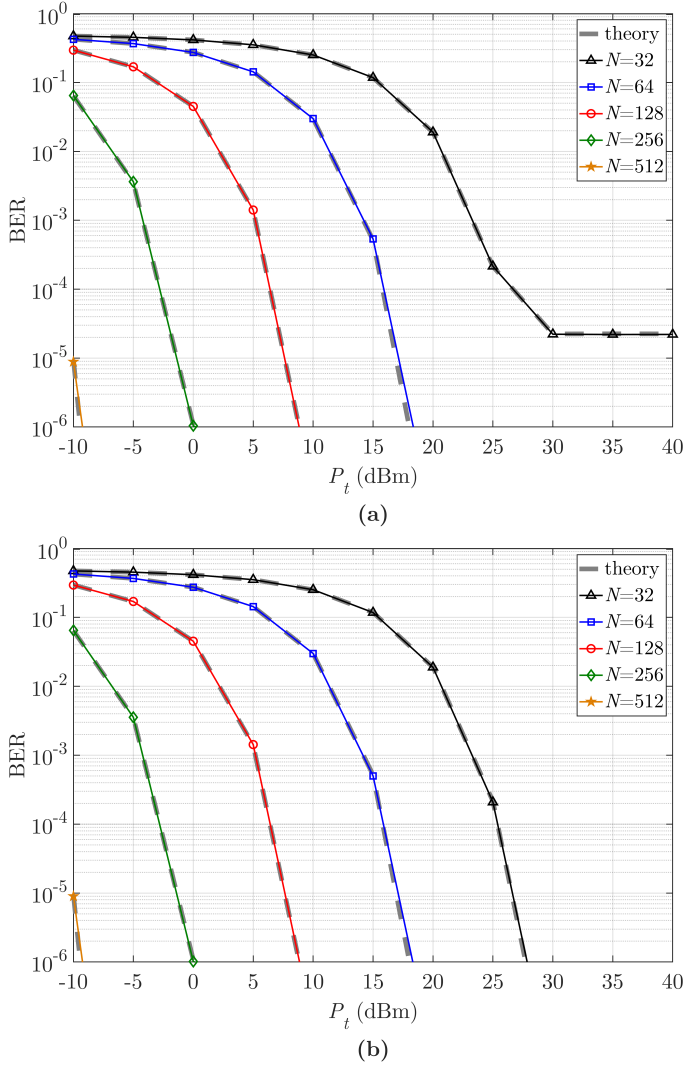 10^0
10^-1
10^-2
10^-3
10^-4
10^-5
10^-6
BER
-10 -5 0 5 10 15 20 25 30 35 40
P_t (dBm)
theory
N=32
N=64
N=128
N=256
N=512
(a)
10^0
10^-1
10^-2
10^-3
10^-4
10^-5
10^-6
BER
-10 -5 0 5 10 15 20 25 30 35 40
P_t (dBm)
theory
N=32
N=64
N=128
N=256
N=512
(b)